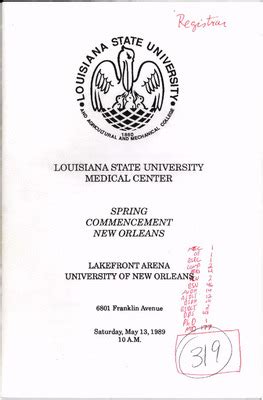 Registrar
LOUISIANA STATE UNIVERSITY
AND AGRICULTURAL AND MECHANICAL COLLEGE
1860
LOUISIANA STATE UNIVERSITY
MEDICAL CENTER
SPRING
COMMENCEMENT
NEW ORLEANS
LAKEFRONT ARENA
UNIVERSITY OF NEW ORLEANS
6801 Franklin Avenue
Saturday, May 13, 1989
10 A.M.
319